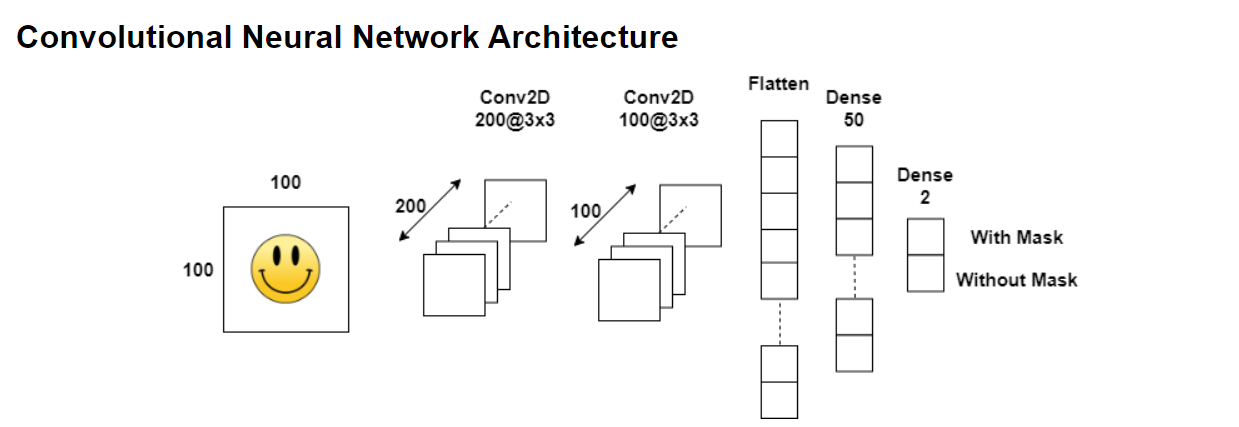 Convolutional Neural Network Architecture
Conv2D
200@3x3
Conv2D
100@3x3
Flatten
Dense
50
Dense
2
100
100
200
100
With Mask
Without Mask